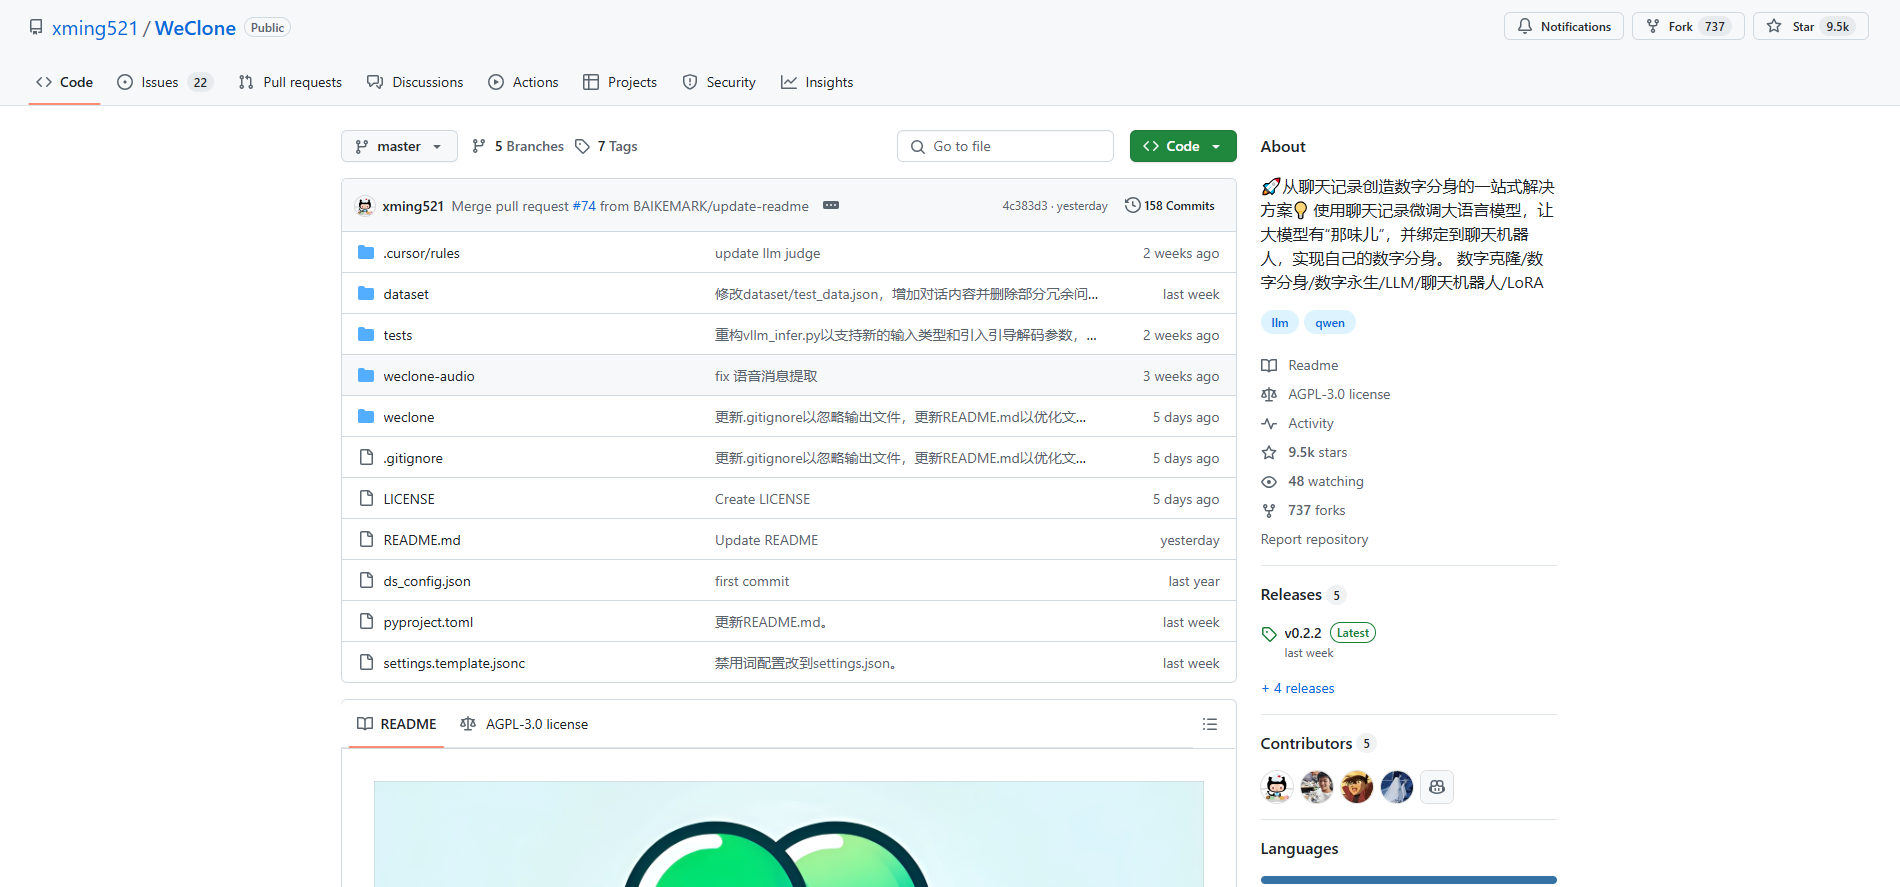 xming521 / WeClone Public
Notifications Fork 737 Star 9.5k
Code Issues 22 Pull requests Discussions Actions Projects Security Insights
master 5 Branches 7 Tags Go to file Code
xming521 Merge pull request #74 from BAIKEMARK/update-readme 4c383d3 · yesterday 158 Commits
.cursor/rules update llm judge 2 weeks ago
dataset 修改dataset/test_data.json，增加对话内容并删除部分冗余问... last week
tests 重构vllm_infer.py以支持新的输入类型和引入引导解码参数，... 2 weeks ago
weclone-audio fix 语音消息提取 3 weeks ago
weclone 更新.gitignore以忽略输出文件，更新README.md以优化文... 5 days ago
.gitignore 更新.gitignore以忽略输出文件，更新README.md以优化文... 5 days ago
LICENSE Create LICENSE 5 days ago
README.md Update README yesterday
ds_config.json first commit last year
pyproject.toml 更新README.md。 last week
settings.template.jsonc 禁用词配置改到settings.json。 last week
README AGPL-3.0 license
About
🚀从聊天记录创造数字分身的一站式解决
方案💡 使用聊天记录微调大语言模型，让
大模型有“那味儿”，并绑定到聊天机器
人，实现自己的数字分身。 数字克隆/数
字分身/数字永生/LLM/聊天机器人/LoRA
llm qwen
Readme
AGPL-3.0 license
Activity
9.5k stars
48 watching
737 forks
Report repository
Releases 5
v0.2.2 Latest
last week
+ 4 releases
Contributors 5
Languages